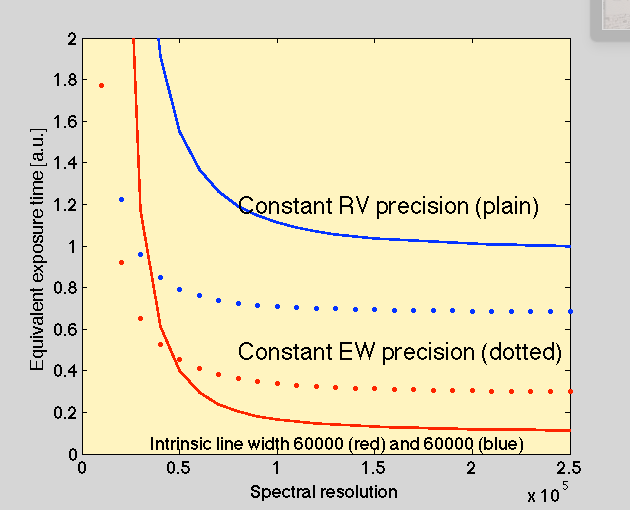 2
1.8
1.6
1.4
1.2
1
0.8
0.6
0.4
0.2
0
Equivalent exposure time [a.u.]
Constant RV precision (plain)
Constant EW precision (dotted)
Intrinsic line width 60000 (red) and 60000 (blue)
0 0.5 1 1.5 2 2.5
Spectral resolution
x 10^5